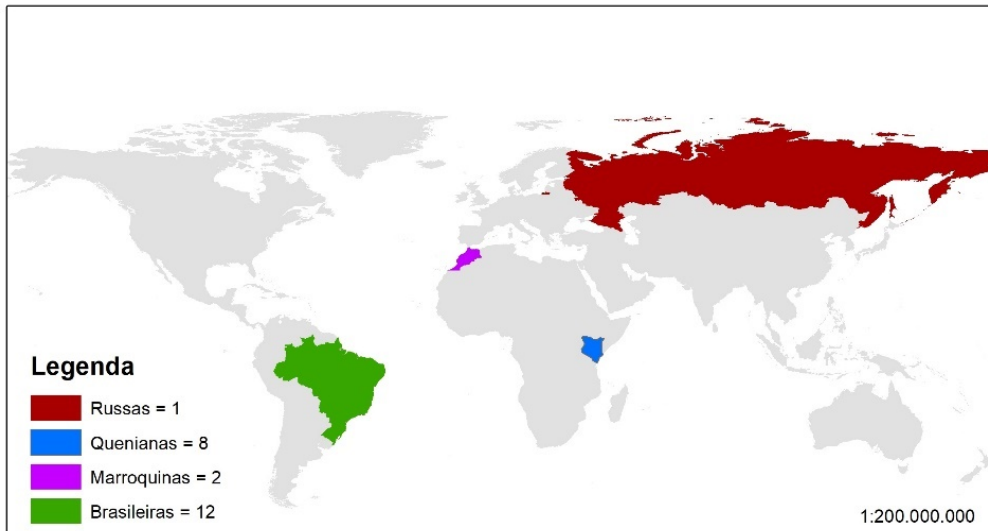 Legenda
Russas = 1
Quenianas = 8
Marroquinas = 2
Brasileiras = 12
1:200.000.000